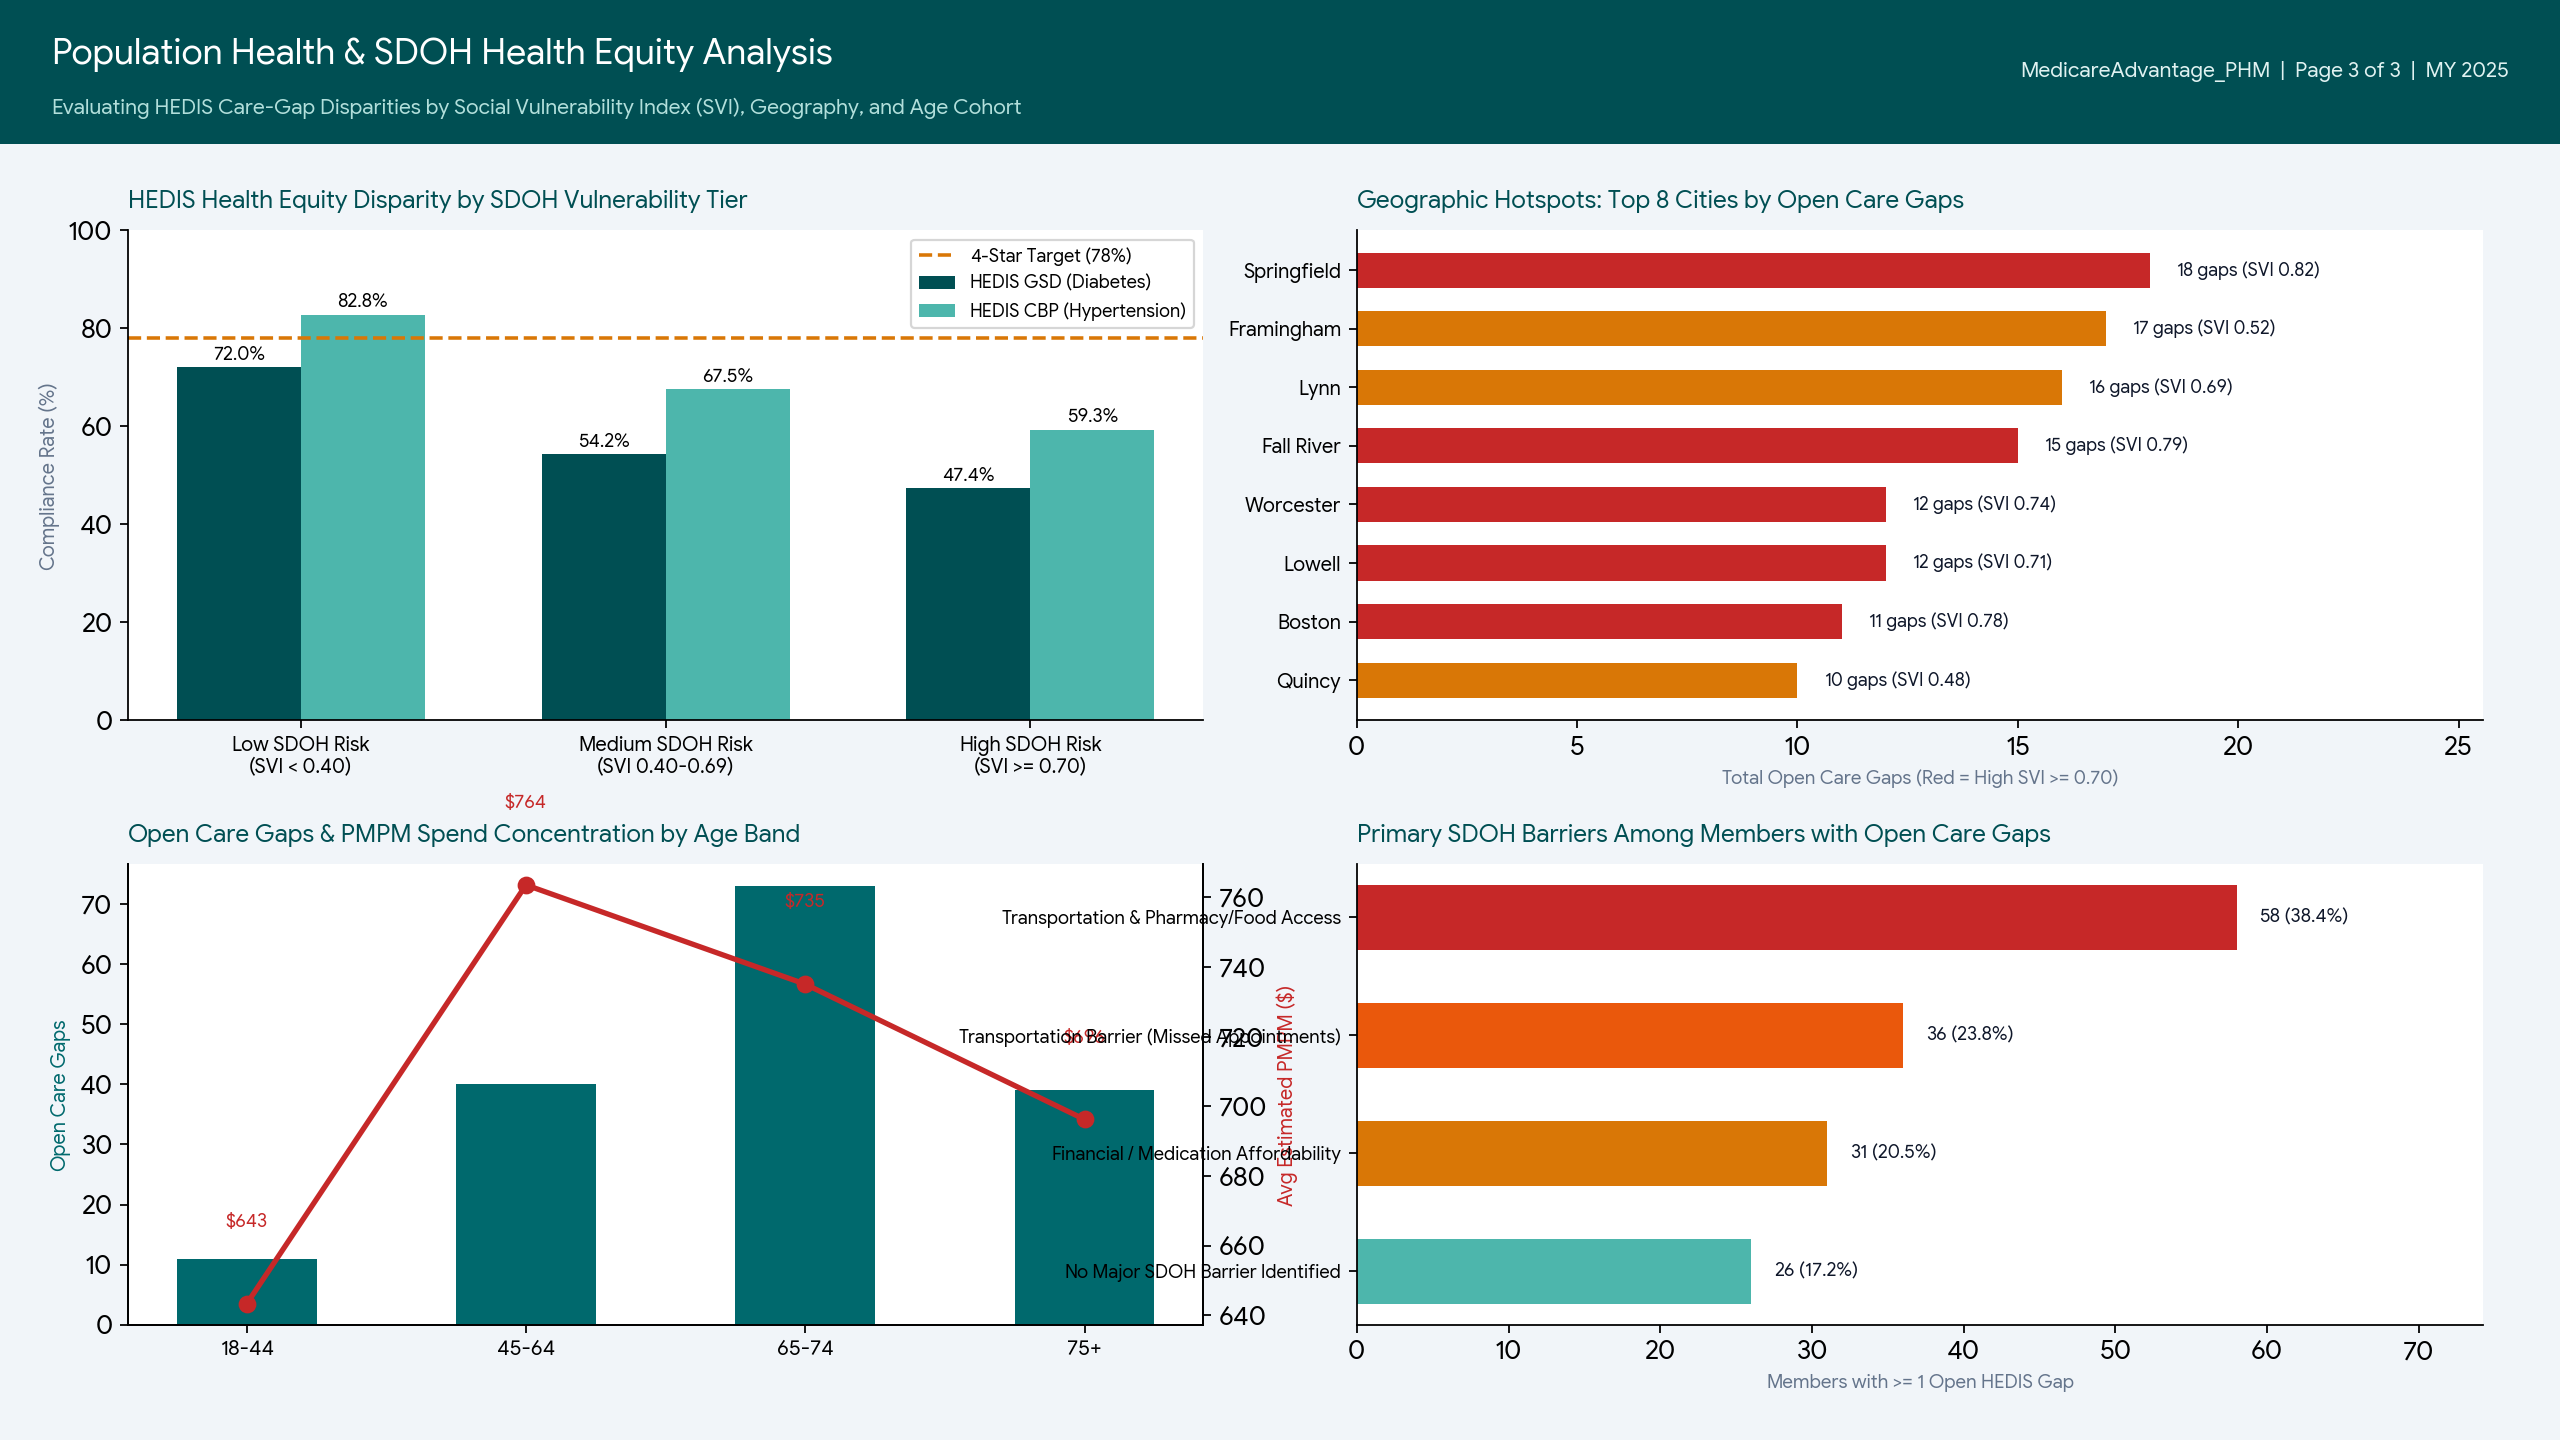 Population Health & SDOH Health Equity Analysis
Evaluating HEDIS Care-Gap Disparities by Social Vulnerability Index (SVI), Geography, and Age Cohort
MedicareAdvantage_PHM | Page 3 of 3 | MY 2025
HEDIS Health Equity Disparity by SDOH Vulnerability Tier
Compliance Rate (%)
100
80
60
40
20
0
4-Star Target (78%)
HEDIS GSD (Diabetes)
HEDIS CBP (Hypertension)
72.0%
82.8%
54.2%
67.5%
47.4%
59.3%
Low SDOH Risk
(SVI < 0.40)
Medium SDOH Risk
(SVI 0.40-0.69)
High SDOH Risk
(SVI >= 0.70)
Geographic Hotspots: Top 8 Cities by Open Care Gaps
Springfield
18 gaps (SVI 0.82)
Framingham
17 gaps (SVI 0.52)
Lynn
16 gaps (SVI 0.69)
Fall River
15 gaps (SVI 0.79)
Worcester
12 gaps (SVI 0.74)
Lowell
12 gaps (SVI 0.71)
Boston
11 gaps (SVI 0.78)
Quincy
10 gaps (SVI 0.48)
0 5 10 15 20 25
Total Open Care Gaps (Red = High SVI >= 0.70)
Open Care Gaps & PMPM Spend Concentration by Age Band
Open Care Gaps
70
60
50
40
30
20
10
0
$643
$764
$735
$696
18-44 45-64 65-74 75+
760
740
720
700
680
660
640
Avg Estimated PMPM ($)
Primary SDOH Barriers Among Members with Open Care Gaps
Transportation & Pharmacy/Food Access
58 (38.4%)
Transportation Barrier (Missed Appointments)
36 (23.8%)
Financial / Medication Affordability
31 (20.5%)
No Major SDOH Barrier Identified
26 (17.2%)
0 10 20 30 40 50 60 70
Members with >= 1 Open HEDIS Gap